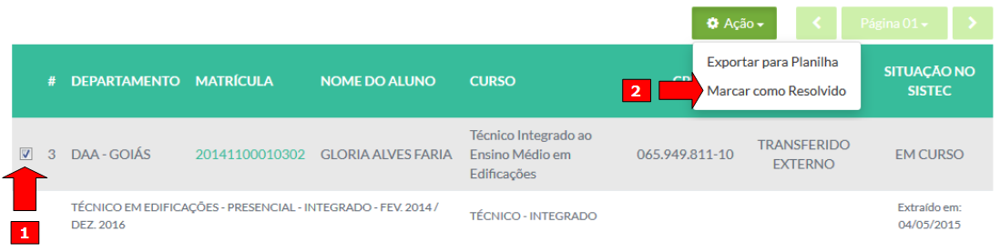 Ação
Página 01
Exportar para Planilha
Marcar como Resolvido
2
# DEPARTAMENTO MATRÍCULA NOME DO ALUNO CURSO SITUAÇÃO NO
SISTEC
3 DAA - GOIÁS 20141100010302 GLORIA ALVES FARIA Técnico Integrado ao
Ensino Médio em
Edificações
065.949.811-10 TRANSFERIDO
EXTERNO
EM CURSO
1
TÉCNICO EM EDIFICAÇÕES - PRESENCIAL - INTEGRADO - FEV. 2014 /
DEZ. 2016
TÉCNICO - INTEGRADO
Extraído em:
04/05/2015